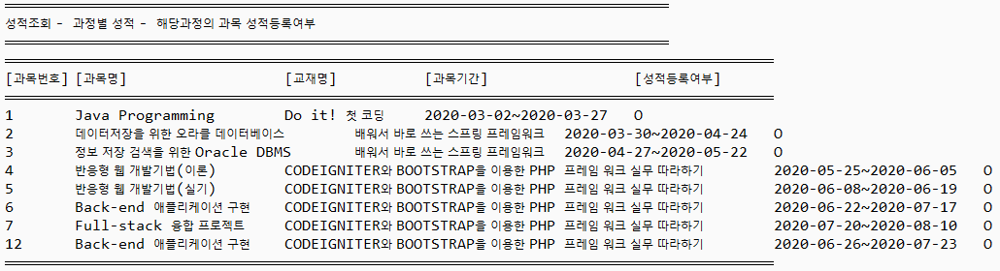 성적조회 - 과정별 성적 - 해당과정의 과목 성적등록여부
[과목번호] [과목명] [교재명] [과목기간] [성적등록여부]
1 Java Programming Do it! 첫 코딩 2020-03-02~2020-03-27 O
2 데이터저장을 위한 오라클 데이터베이스 배워서 바로 쓰는 스프링 프레임워크 2020-03-30~2020-04-24 O
3 정보 저장 검색을 위한 Oracle DBMS 배워서 바로 쓰는 스프링 프레임워크 2020-04-27~2020-05-22 O
4 반응형 웹 개발기법(이론) CODEIGNITER와 BOOTSTRAP을 이용한 PHP 프레임 워크 실무 따라하기 2020-05-25~2020-06-05 O
5 반응형 웹 개발기법(실기) CODEIGNITER와 BOOTSTRAP을 이용한 PHP 프레임 워크 실무 따라하기 2020-06-08~2020-06-19 O
6 Back-end 애플리케이션 구현 CODEIGNITER와 BOOTSTRAP을 이용한 PHP 프레임 워크 실무 따라하기 2020-06-22~2020-07-17 O
7 Full-stack 융합 프로젝트 CODEIGNITER와 BOOTSTRAP을 이용한 PHP 프레임 워크 실무 따라하기 2020-07-20~2020-08-10 O
12 Back-end 애플리케이션 구현 CODEIGNITER와 BOOTSTRAP을 이용한 PHP 프레임 워크 실무 따라하기 2020-06-26~2020-07-23 O